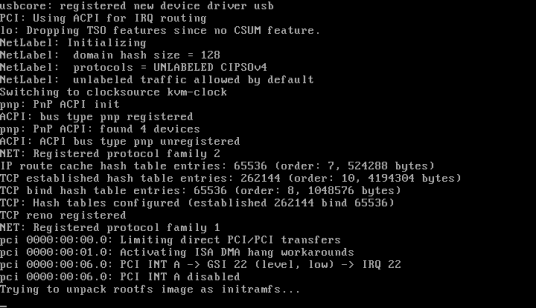 usbcore: registered new device driver usb
PCI: Using ACPI for IRQ routing
lo: Dropping TSO features since no CSUM feature.
NetLabel: Initializing
NetLabel:  domain hash size = 128
NetLabel:  protocols = UNLABELED CIPSOv4
NetLabel:  unlabeled traffic allowed by default
Switching to clocksource kvm-clock
pnp: PnP ACPI init
ACPI: bus type pnp registered
pnp: PnP ACPI: found 4 devices
ACPI: ACPI bus type pnp unregistered
NET: Registered protocol family 2
IP route cache hash table entries: 65536 (order: 7, 524288 bytes)
TCP established hash table entries: 262144 (order: 10, 4194304 bytes)
TCP bind hash table entries: 65536 (order: 8, 1048576 bytes)
TCP: Hash tables configured (established 262144 bind 65536)
TCP reno registered
NET: Registered protocol family 1
pci 0000:00:00.0: Limiting direct PCI/PCI transfers
pci 0000:00:01.0: Activating ISA DMA hang workarounds
pci 0000:00:06.0: PCI INT A -> GSI 22 (level, low) -> IRQ 22
pci 0000:00:06.0: PCI INT A disabled
Trying to unpack rootfs image as initramfs...